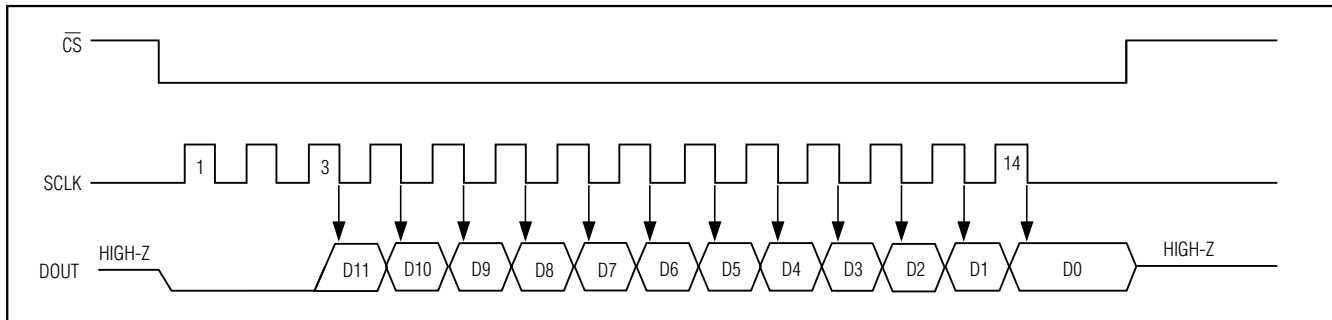 C̅S̅
1
3
14
SCLK
HIGH-Z
HIGH-Z
DOUT
D11
D10
D9
D8
D7
D6
D5
D4
D3
D2
D1
D0